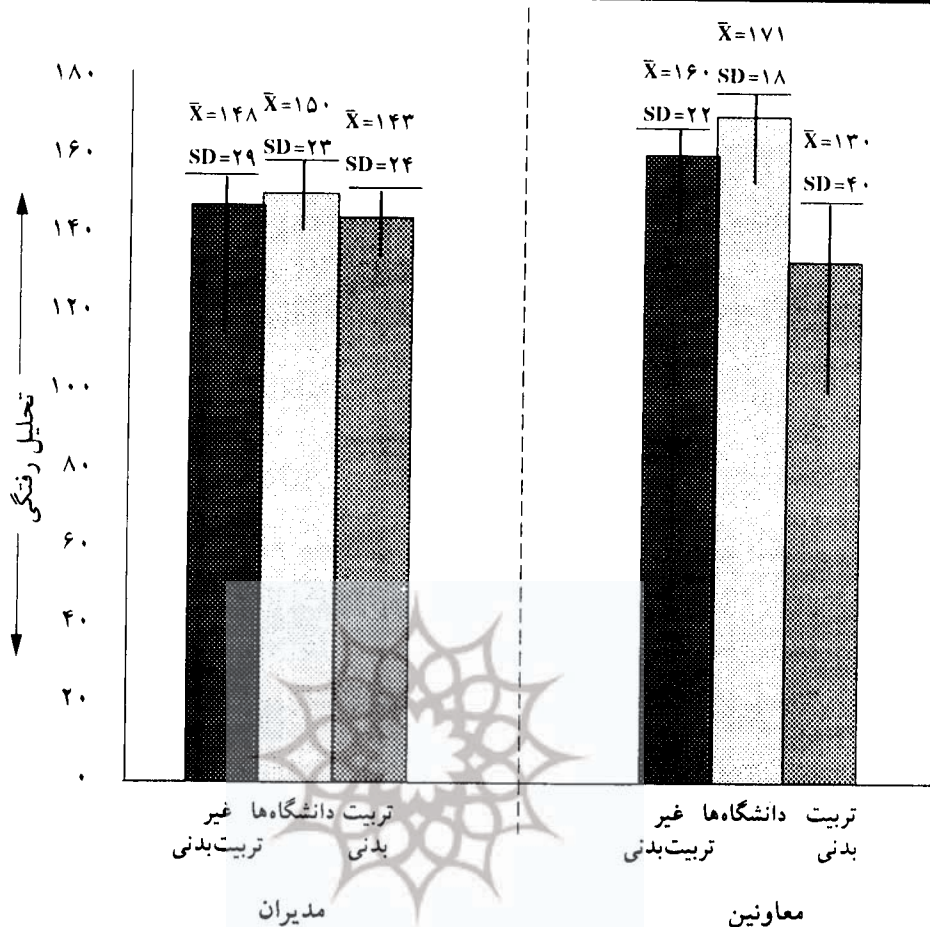 X̄=۱۷۱
SD=۱۸
X̄=۱۶۰
SD=۲۲
X̄=۱۳۰
SD=۴۰
X̄=۱۵۰
SD=۲۳
X̄=۱۴۸
SD=۲۹
X̄=۱۴۳
SD=۲۴
۱۸۰
۱۶۰
۱۴۰
۱۲۰
۱۰۰
۸۰
۶۰
۴۰
۲۰
۰
تحلیل رفتگی
تربیت دانشگاه‌ها غیر
بدنی تربیت‌بدنی
مدیران
تربیت دانشگاه‌ها غیر
بدنی تربیت‌بدنی
معاونین